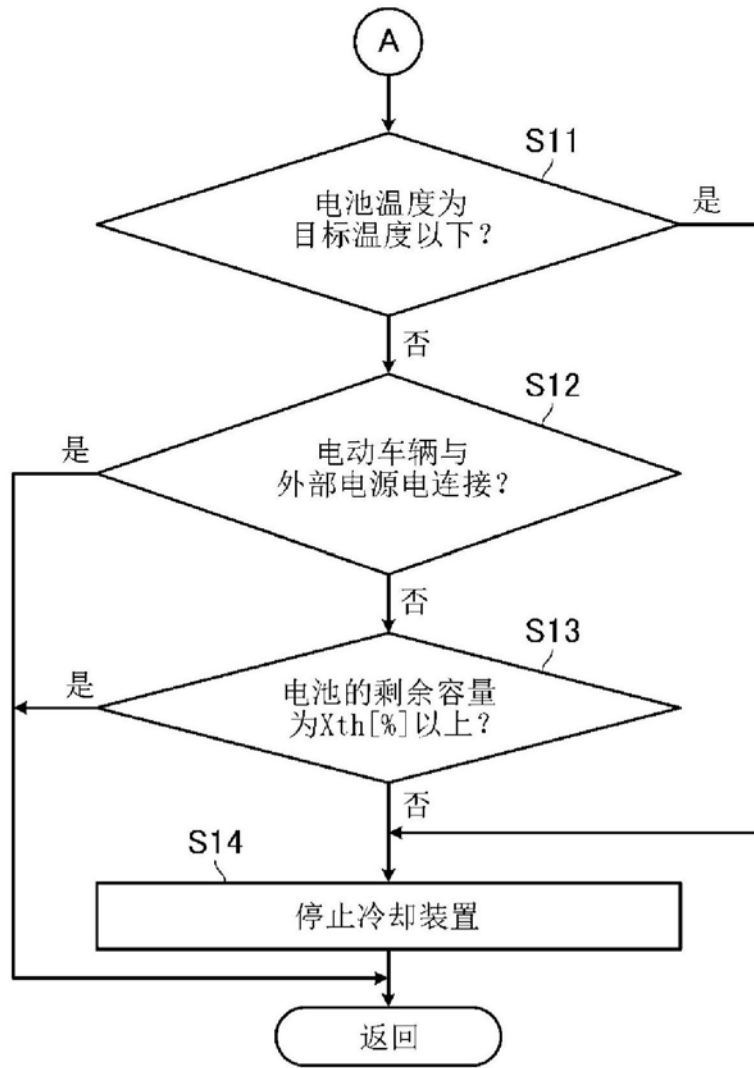 A
S11
电池温度为
目标温度以下？
是
否
S12
电动车辆与
外部电源电连接？
是
否
S13
电池的剩余容量
为Xth[%]以上？
是
否
S14
停止冷却装置
返回